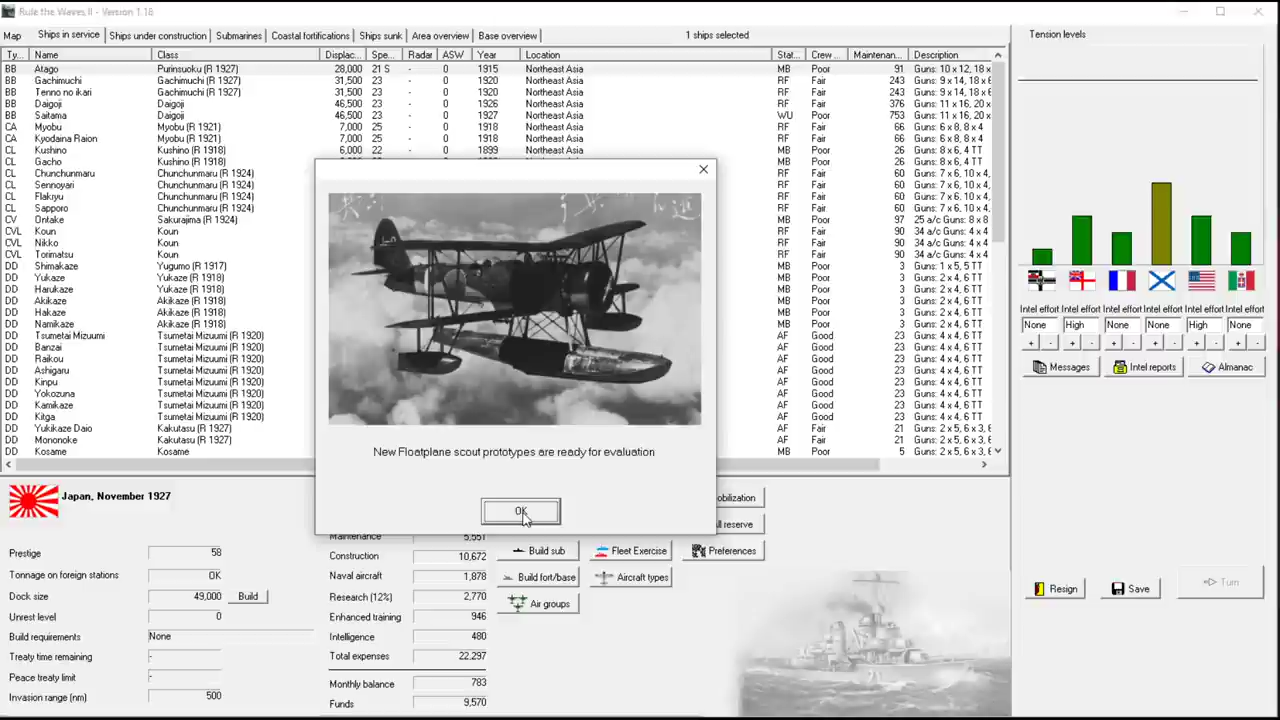 Rule the Waves II - Version 1.16
Map Ships in service Ships under construction Submarines Coastal fortifications Ships sunk Area overview Base overview 1 ships selected
Ty... Name Class Displac... Spe... Radar ASW Year Location Stat... Crew ... Maintenan... Description
BB Atago Purinsuoku (R 1927) 28,000 21 S - 0 1915 Northeast Asia MB Poor 91 Guns: 10 x 12, 18 x
BB Gachimuchi Gachimuchi (R 1927) 31,500 23 - 0 1920 Northeast Asia RF Fair 243 Guns: 9 x 14, 18 x 6
BB Tenno no ikari Gachimuchi (R 1927) 31,500 23 - 0 1920 Northeast Asia RF Fair 243 Guns: 9 x 14, 18 x 6
BB Daigoji Daigoji 46,500 23 - 0 1926 Northeast Asia RF Fair 376 Guns: 11 x 16, 20 x
BB Saitama Daigoji 46,500 23 - 0 1927 Northeast Asia WU Poor 753 Guns: 11 x 16, 20 x
CA Myobu Myobu (R 1921) 7,000 25 - 0 1918 Northeast Asia RF Fair 66 Guns: 6 x 8, 8 x 4
CA Kyodaina Raion Myobu (R 1921) 7,000 25 - 0 1918 Northeast Asia RF Fair 66 Guns: 6 x 8, 8 x 4
CL Kushino Kushino (R 1918) 6,000 22 - 0 1899 Northeast Asia MB Poor 26 Guns: 8 x 6, 4 TT
CL Gacho Kushino (R 1918) MB Poor 26 Guns: 8 x 6, 4 TT
CL Chunchunmaru Chunchunmaru (R 1924) RF Fair 60 Guns: 7 x 6, 10 x 4,
CL Sennoyari Chunchunmaru (R 1924) RF Fair 60 Guns: 7 x 6, 10 x 4,
CL Flakryu Chunchunmaru (R 1924) RF Fair 60 Guns: 7 x 6, 10 x 4,
CL Sapporo Chunchunmaru (R 1924) RF Fair 60 Guns: 7 x 6, 10 x 4,
CV Ontake Sakurajima (R 1924) MB Poor 97 25 a/c Guns: 8 x 8
CVL Koun Koun RF Fair 90 34 a/c Guns: 4 x 4
CVL Nikko Koun RF Fair 90 34 a/c Guns: 4 x 4
CVL Torimatsu Koun RF Fair 90 34 a/c Guns: 4 x 4
DD Shimakaze Yugumo (R 1917) MB Poor 3 Guns: 1 x 5, 5 TT
DD Yukaze Yukaze (R 1918) MB Poor 3 Guns: 2 x 4, 6 TT
DD Harukaze Yukaze (R 1918) MB Poor 3 Guns: 2 x 4, 6 TT
DD Akikaze Akikaze (R 1918) MB Poor 3 Guns: 2 x 4, 6 TT
DD Hakaze Akikaze (R 1918) MB Poor 3 Guns: 2 x 4, 6 TT
DD Namikaze Akikaze (R 1918) MB Poor 3 Guns: 2 x 4, 6 TT
DD Tsumetai Mizuumi Tsumetai Mizuumi (R 1920) AF Good 23 Guns: 4 x 4, 6 TT
DD Banzai Tsumetai Mizuumi (R 1920) AF Good 23 Guns: 4 x 4, 6 TT
DD Raikou Tsumetai Mizuumi (R 1920) AF Good 23 Guns: 4 x 4, 6 TT
DD Ashigaru Tsumetai Mizuumi (R 1920) AF Good 23 Guns: 4 x 4, 6 TT
DD Kinpu Tsumetai Mizuumi (R 1920) AF Good 23 Guns: 4 x 4, 6 TT
DD Yokozuna Tsumetai Mizuumi (R 1920) AF Good 23 Guns: 4 x 4, 6 TT
DD Kamikaze Tsumetai Mizuumi (R 1920) AF Good 23 Guns: 4 x 4, 6 TT
DD Kitga Tsumetai Mizuumi (R 1920) AF Good 23 Guns: 4 x 4, 6 TT
DD Yukikaze Daio Kakutasu (R 1927) AF Fair 21 Guns: 2 x 5, 6 x 3,
DD Mononoke Kakutasu (R 1927) AF Fair 21 Guns: 2 x 5, 6 x 3,
DD Kosame Kosame MB Poor 5 Guns: 2 x 5, 6 x 3,
New Floatplane scout prototypes are ready for evaluation
OK
Japan, November 1927
Prestige 58
Tonnage on foreign stations OK
Dock size 49,000 Build
Unrest level 0
Build requirements None
Treaty time remaining -
Peace treaty limit -
Invasion range (nm) 500
Maintenance 5,551
Construction 10,672
Naval aircraft 1,878
Research (12%) 2,770
Enhanced training 946
Intelligence 480
Total expenses 22,297
Monthly balance 783
Funds 9,570
obilization
ll reserve
Build sub Fleet Exercise Preferences
Build fort/base Aircraft types
Air groups
Tension levels
Intel effort Intel effort Intel effort Intel effort Intel effort Intel effort
None High None None High None
+ - + - + - + - + - + -
Messages Intel reports Almanac
Resign Save Turn